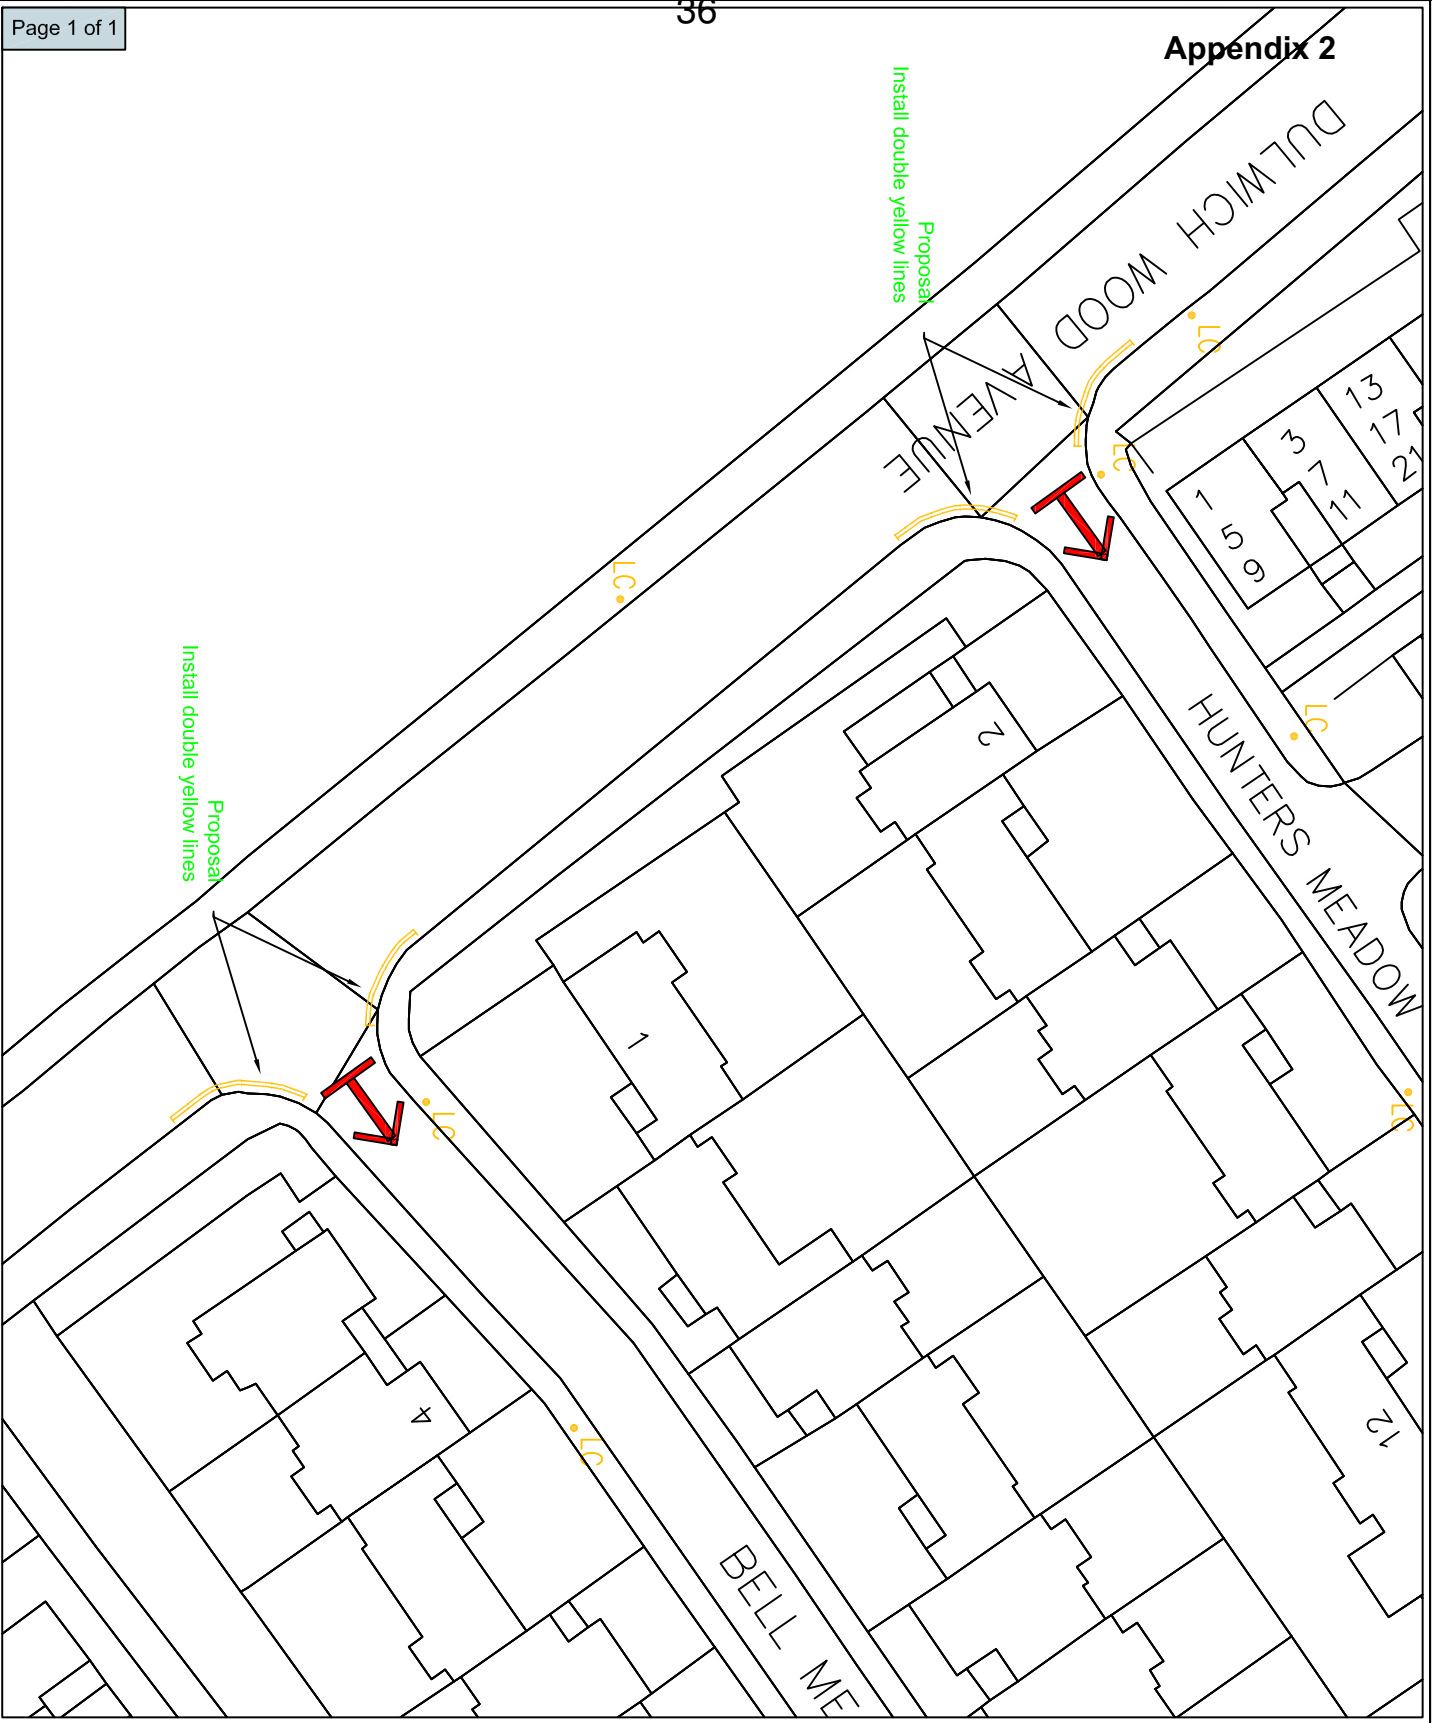 36
Page 1 of 1
Appendix 2
DULWICH WOOD AVENUE
Proposal
Install double yellow lines
LC
LC
LC
13
17
21
3
7
11
1
5
9
LC
HUNTERS MEADOW
2
Proposal
Install double yellow lines
1
LC
LC
4
LC
12
BELL ME